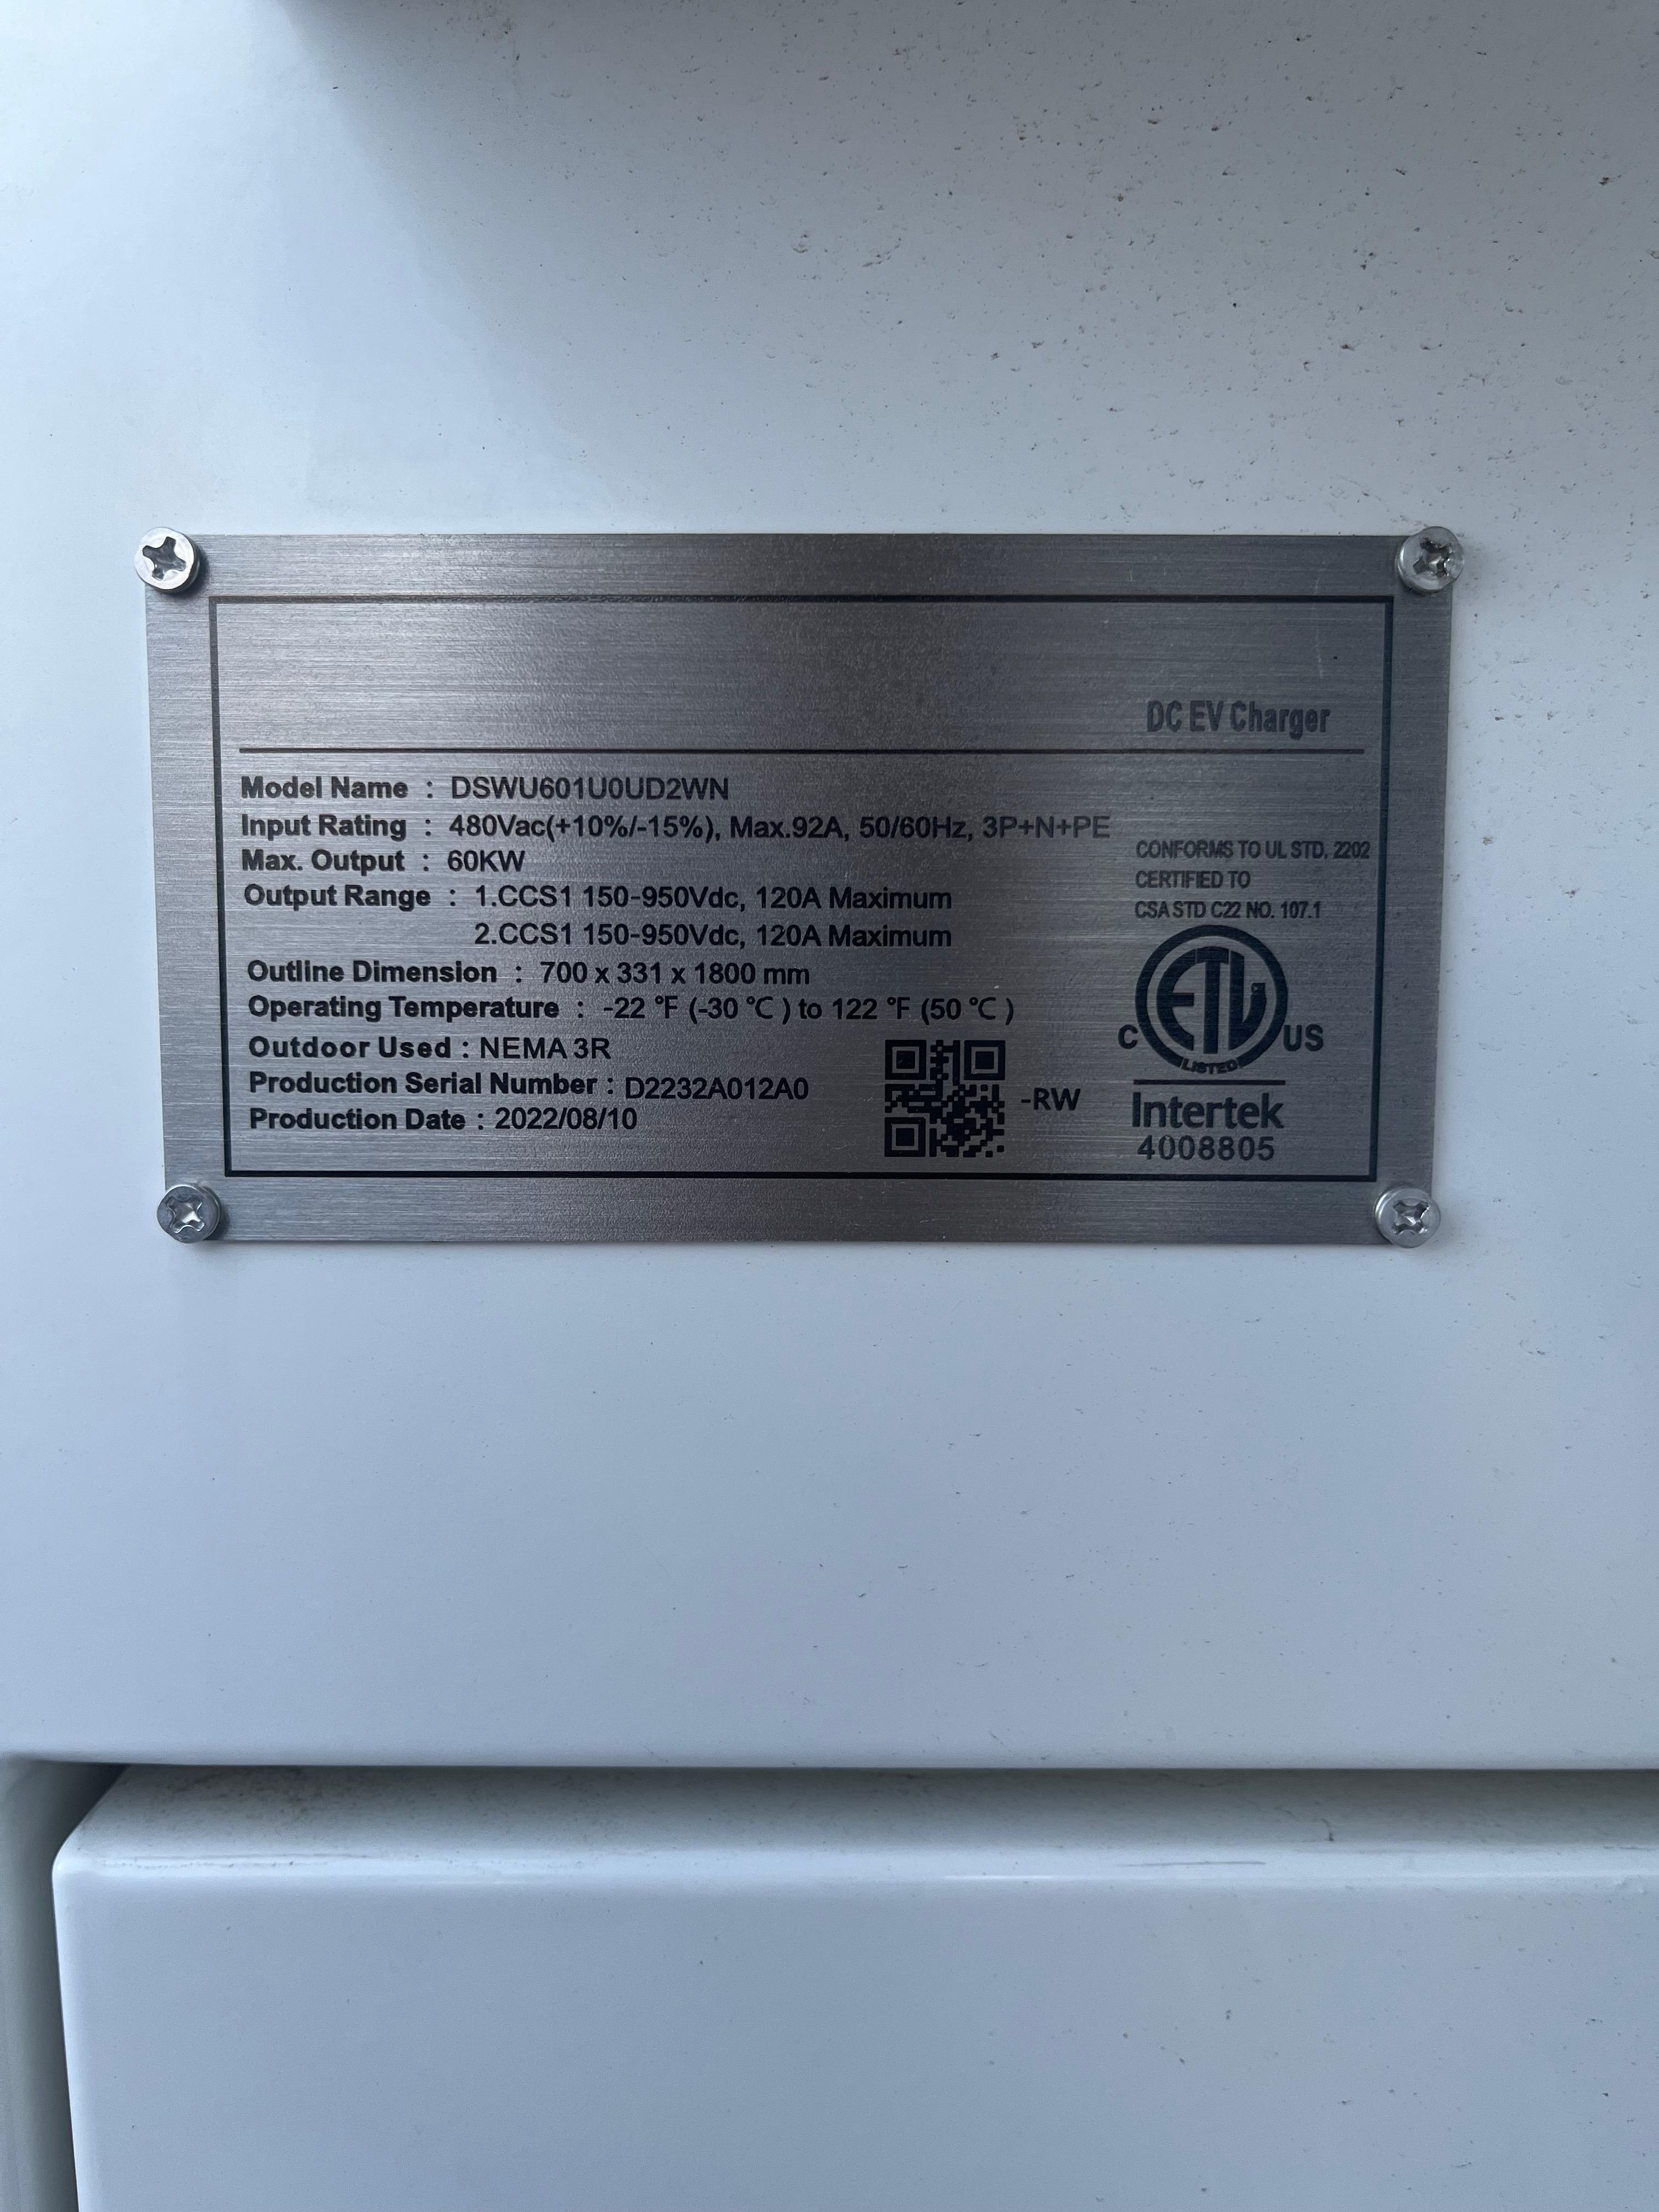 DC EV Charger
Model Name : DSWU601U0UD2WN
Input Rating : 480Vac(+10%/-15%), Max.92A, 50/60Hz, 3P+N+PE
Max. Output : 60KW
Output Range : 1.CCS1 150-950Vdc, 120A Maximum
2.CCS1 150-950Vdc, 120A Maximum
Outline Dimension : 700 x 331 x 1800 mm
Operating Temperature : -22 ℉ (-30 ℃ ) to 122 ℉ (50 ℃ )
Outdoor Used : NEMA 3R
Production Serial Number : D2232A012A0
Production Date : 2022/08/10
-RW
CONFORMS TO UL STD. 2202
CERTIFIED TO
CSA STD C22 NO. 107.1
C ETL US
LISTED
Intertek
4008805